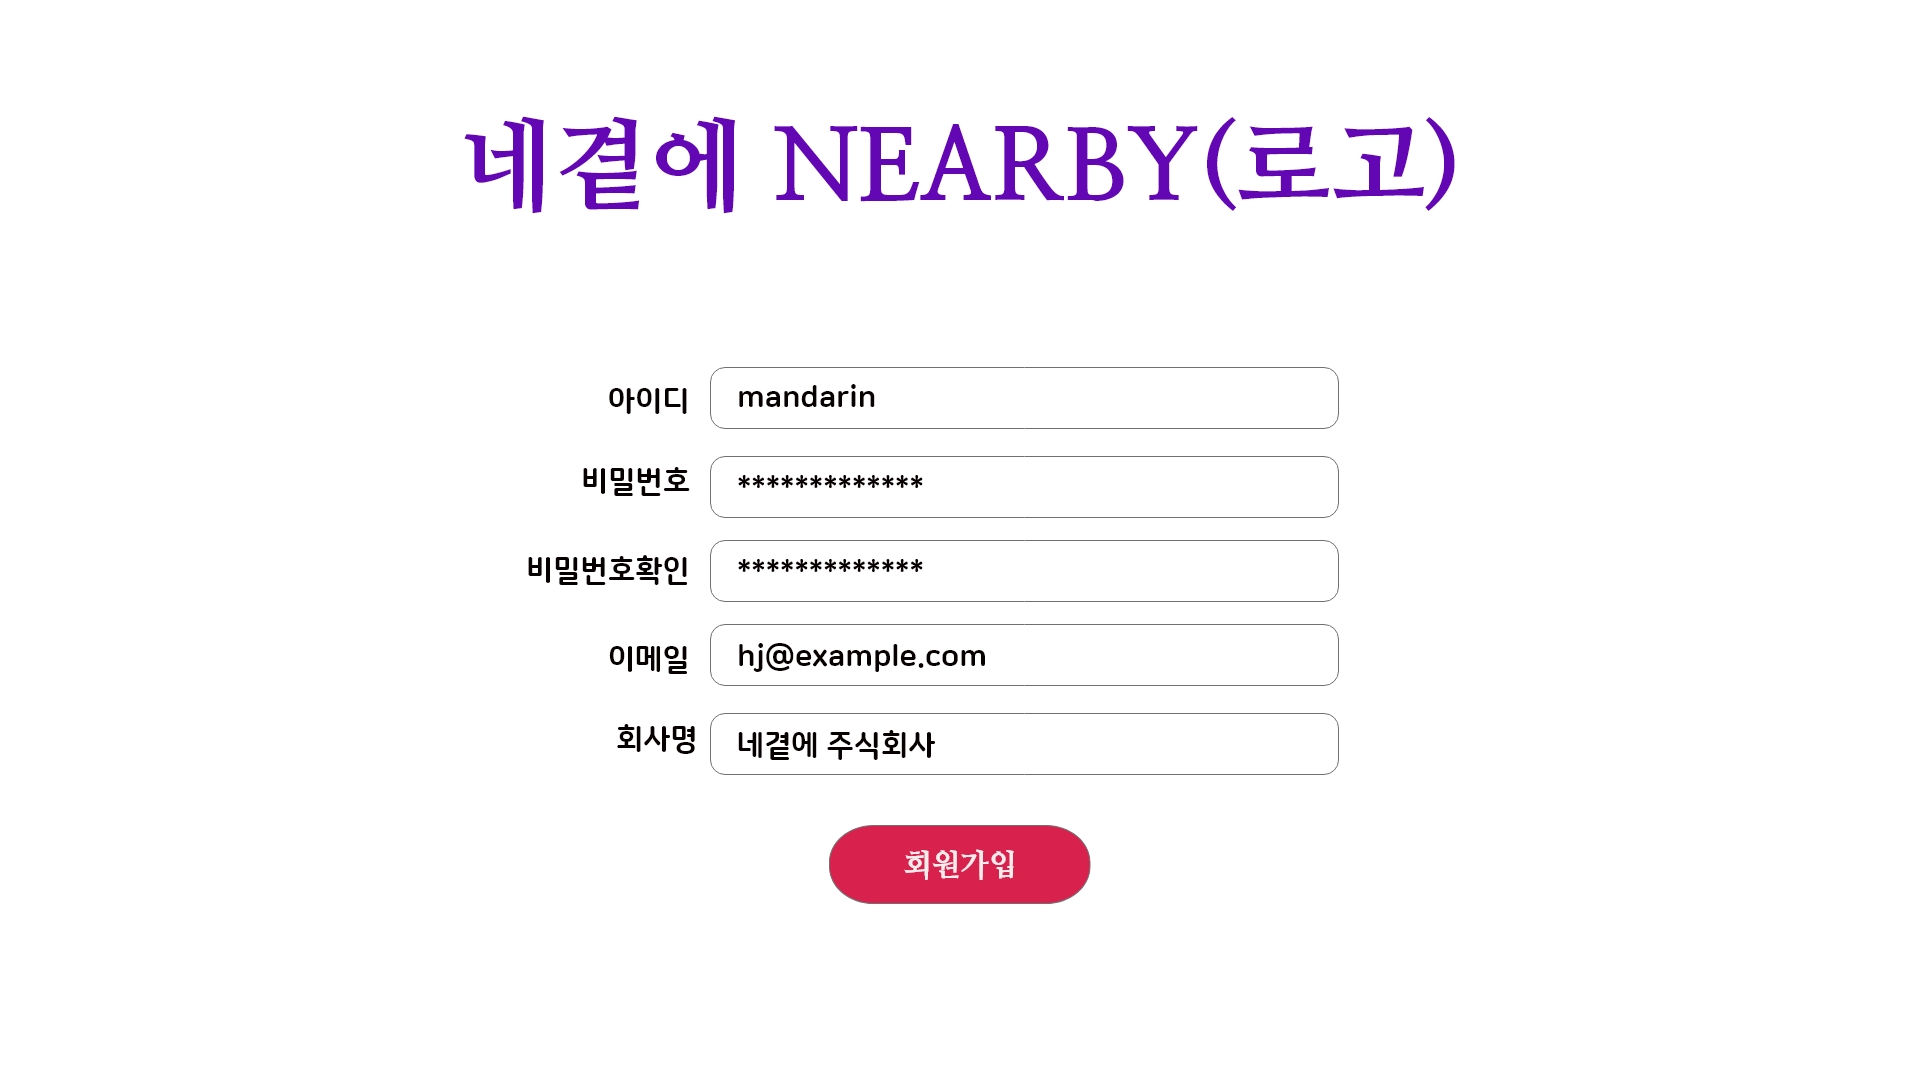 네곁에 NEARBY(로고)
아이디 mandarin
비밀번호 *************
비밀번호확인 *************
이메일 hj@example.com
회사명 네곁에 주식회사
회원가입